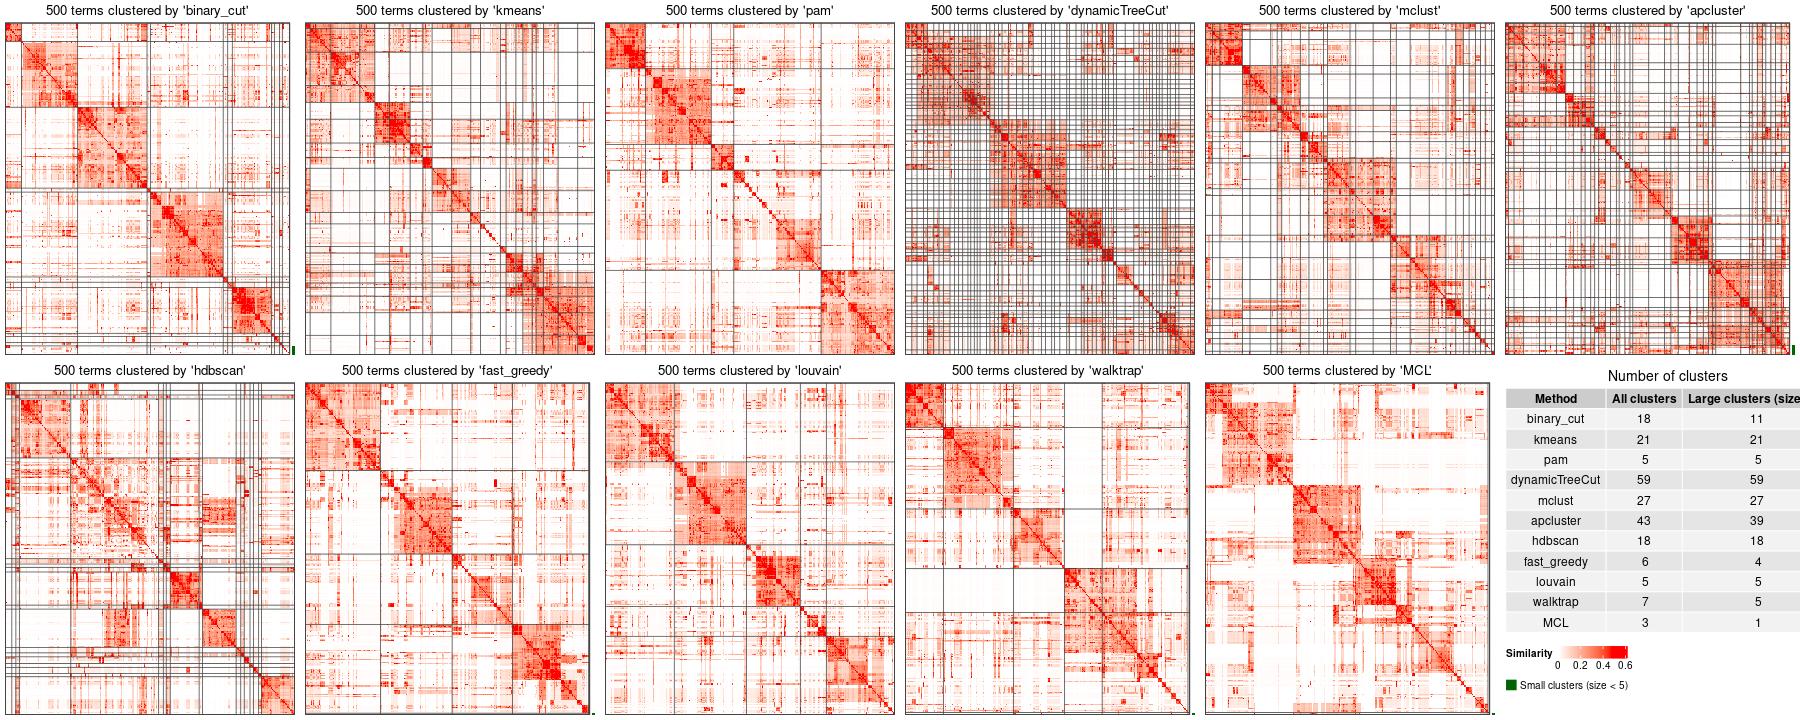 500 terms clustered by 'binary_cut'
500 terms clustered by 'kmeans'
500 terms clustered by 'pam'
500 terms clustered by 'dynamicTreeCut'
500 terms clustered by 'mclust'
500 terms clustered by 'apcluster'
500 terms clustered by 'hdbscan'
500 terms clustered by 'fast_greedy'
500 terms clustered by 'louvain'
500 terms clustered by 'walktrap'
500 terms clustered by 'MCL'
Number of clusters
Method All clusters Large clusters (size
binary_cut 18 11
kmeans 21 21
pam 5 5
dynamicTreeCut 59 59
mclust 27 27
apcluster 43 39
hdbscan 18 18
fast_greedy 6 4
louvain 5 5
walktrap 7 5
MCL 3 1
Similarity
0 0.2 0.4 0.6
Small clusters (size < 5)